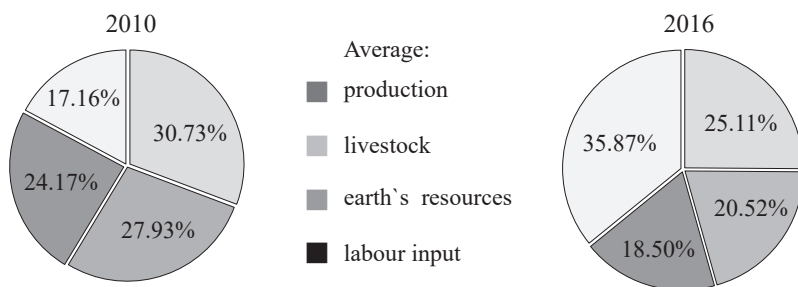 2010
17.16%
30.73%
24.17%
27.93%
Average:
production
livestock
earth`s resources
labour input
2016
35.87%
25.11%
20.52%
18.50%